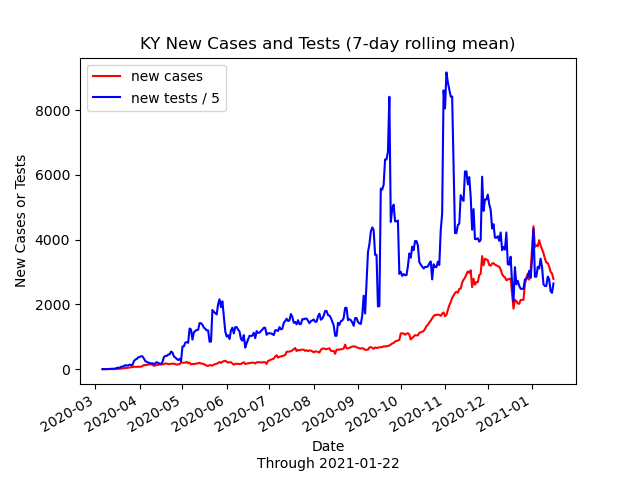 KY New Cases and Tests (7-day rolling mean)
new cases
new tests / 5
New Cases or Tests
8000
6000
4000
2000
0
2020-03
2020-04
2020-05
2020-06
2020-07
2020-08
2020-09
2020-10
2020-11
2020-12
2021-01
Date
Through 2021-01-22